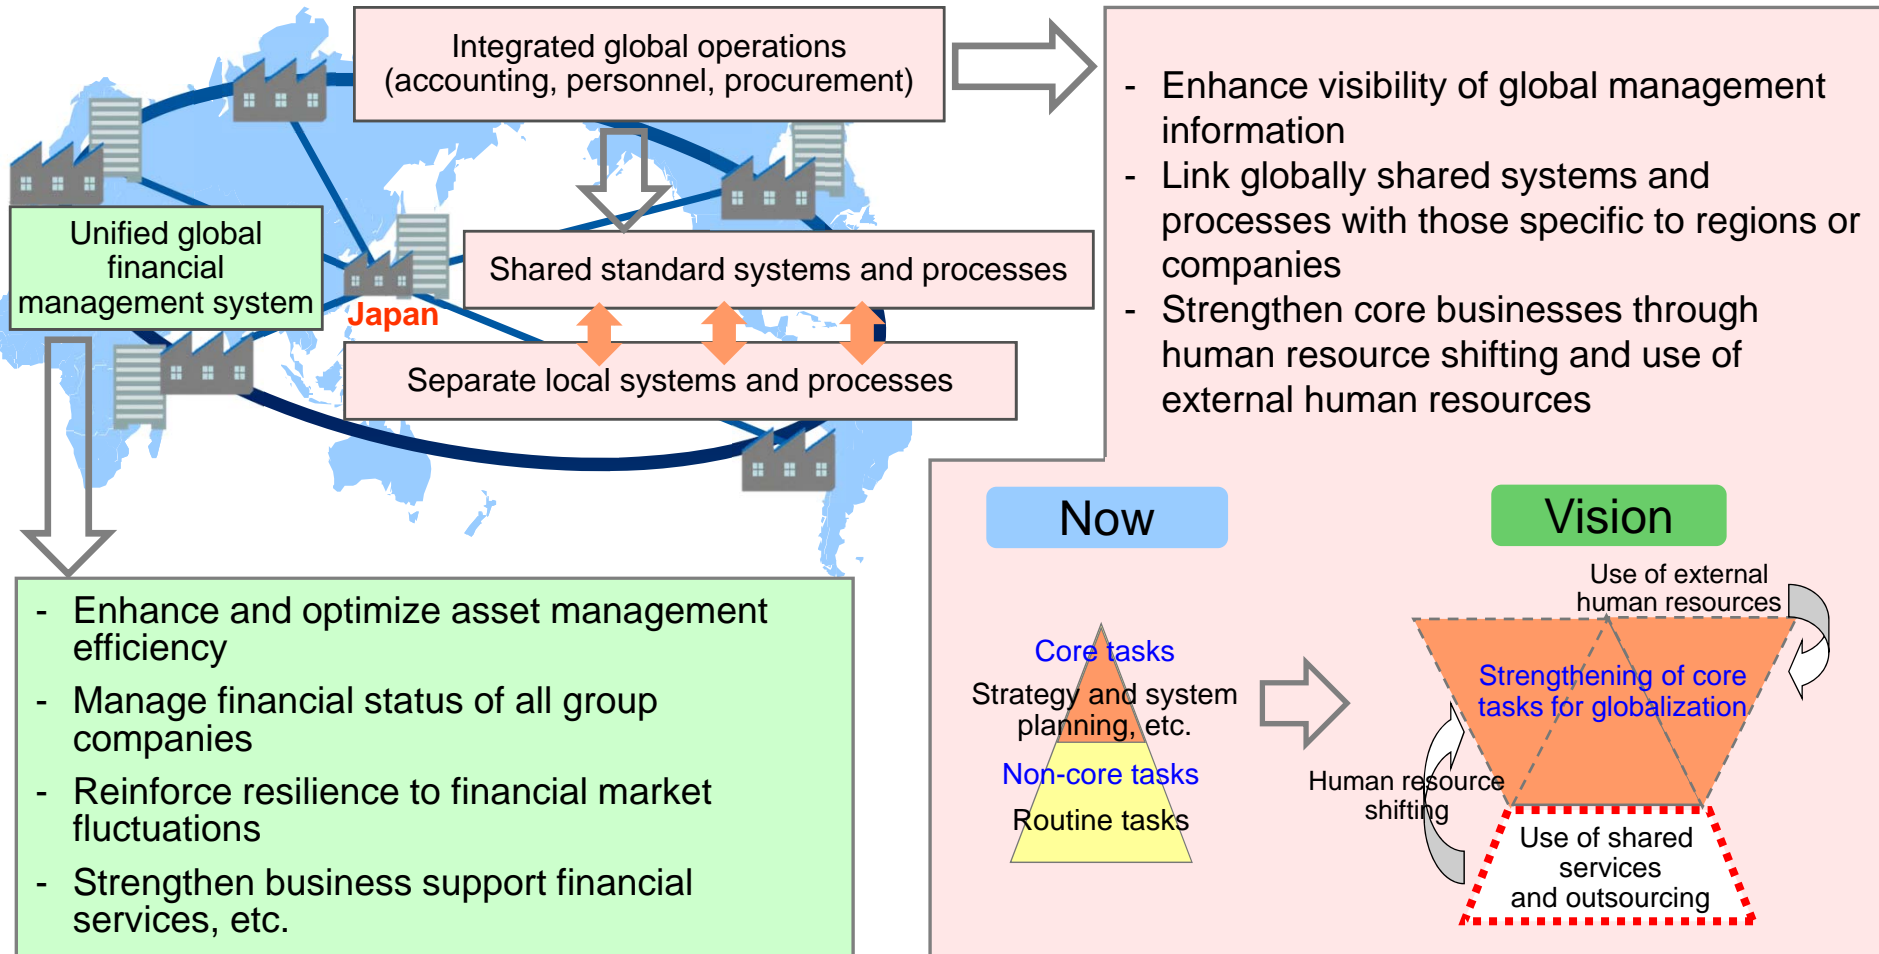 Integrated global operations
(accounting, personnel, procurement)
Unified global
financial
management system
Japan
Shared standard systems and processes
Separate local systems and processes
- Enhance visibility of global management
information
- Link globally shared systems and
processes with those specific to regions or
companies
- Strengthen core businesses through
human resource shifting and use of
external human resources
- Enhance and optimize asset management
efficiency
- Manage financial status of all group
companies
- Reinforce resilience to financial market
fluctuations
- Strengthen business support financial
services, etc.
Now
Core tasks
Strategy and system
planning, etc.
Non-core tasks
Routine tasks
Vision
Use of external
human resources
Strengthening of core
tasks for globalization
Human resource
shifting
Use of shared
services
and outsourcing